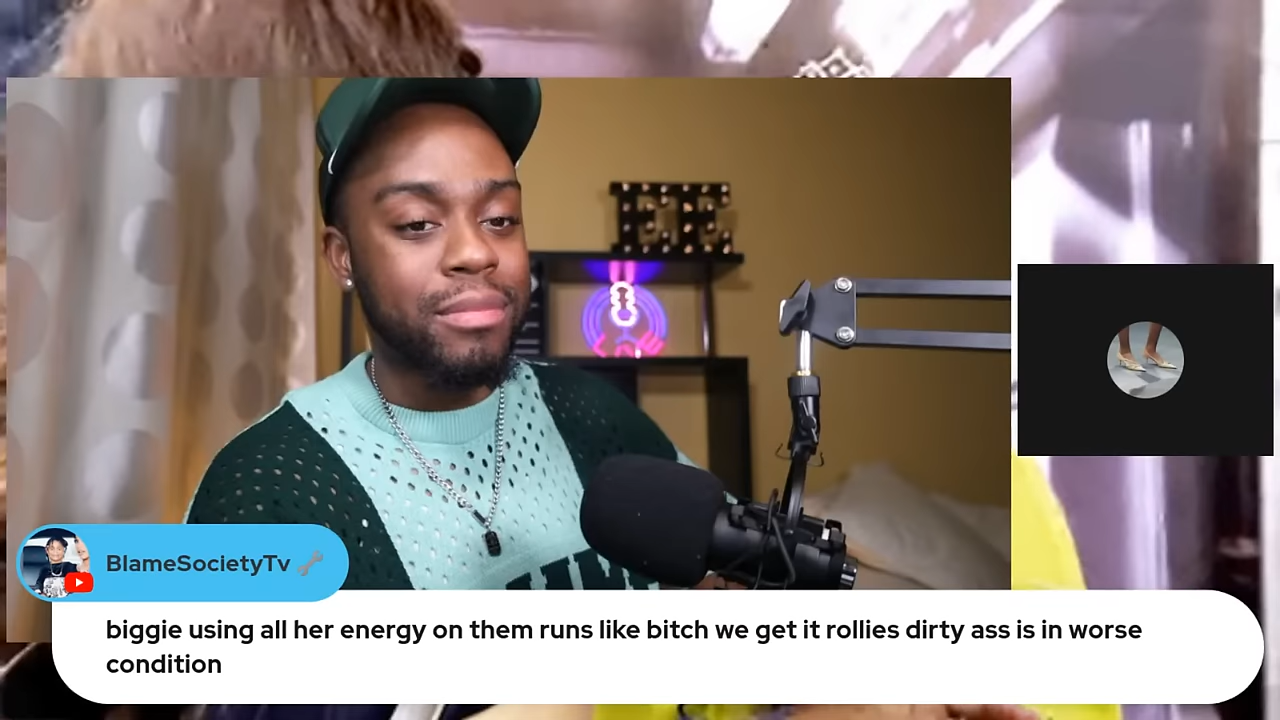 EE
BlameSocietyTv
biggie using all her energy on them runs like bitch we get it rollies dirty ass is in worse
condition